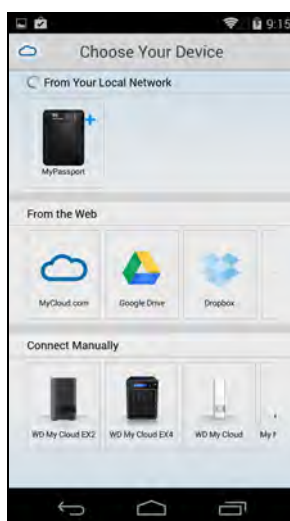 9:15
Choose Your Device
From Your Local Network
MyPassport
From the Web
MyCloud.com Google Drive Dropbox
Connect Manually
WD My Cloud EX2 WD My Cloud EX4 WD My Cloud My